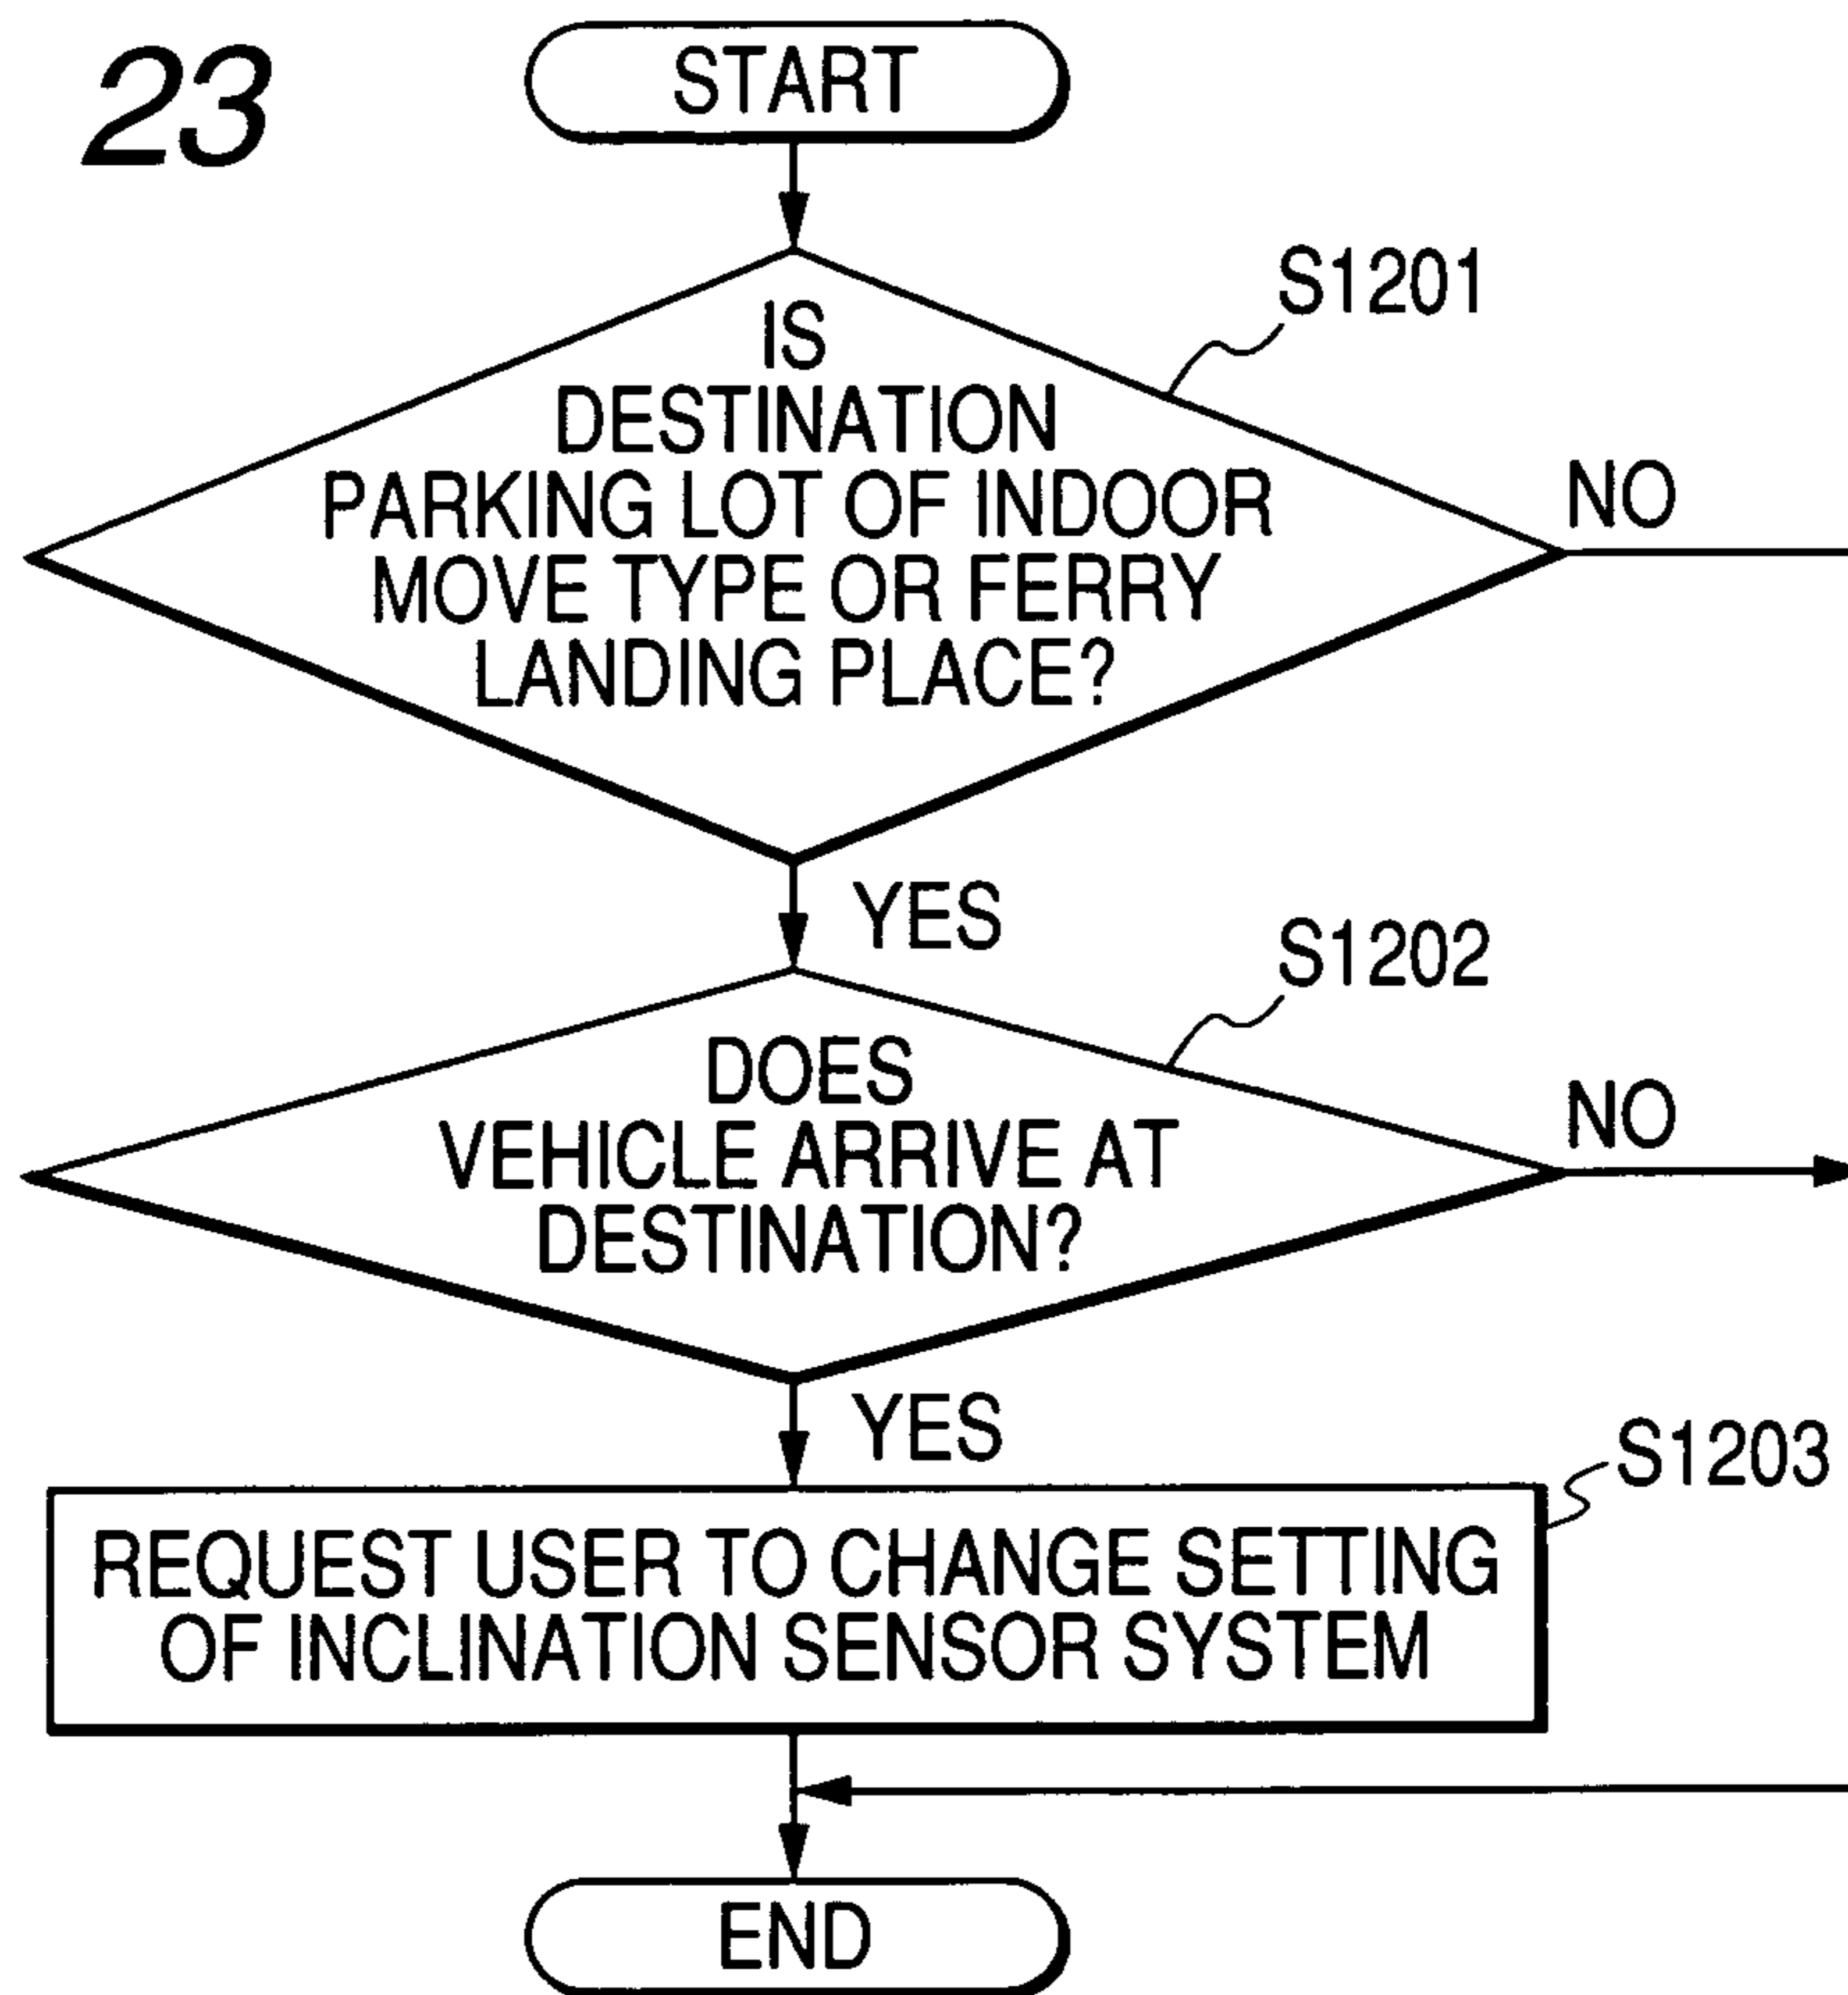 23
START
S1201
IS
DESTINATION
PARKING LOT OF INDOOR
MOVE TYPE OR FERRY
LANDING PLACE?
NO
YES
S1202
DOES
VEHICLE ARRIVE AT
DESTINATION?
NO
YES
S1203
REQUEST USER TO CHANGE SETTING
OF INCLINATION SENSOR SYSTEM
END